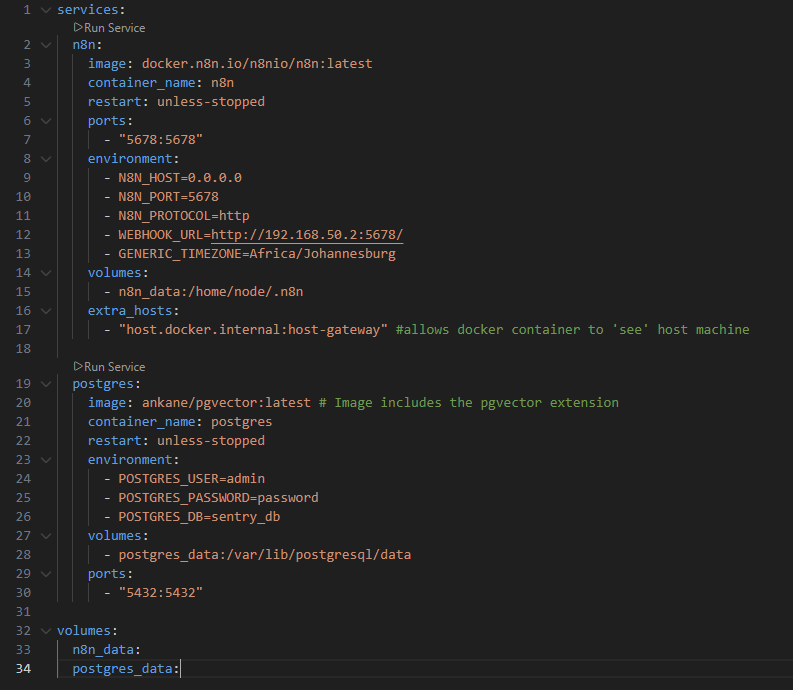 1 services:
▷Run Service
2 n8n:
3 image: docker.n8n.io/n8nio/n8n:latest
4 container_name: n8n
5 restart: unless-stopped
6 ports:
7 - "5678:5678"
8 environment:
9 - N8N_HOST=0.0.0.0
10 - N8N_PORT=5678
11 - N8N_PROTOCOL=http
12 - WEBHOOK_URL=http://192.168.50.2:5678/
13 - GENERIC_TIMEZONE=Africa/Johannesburg
14 volumes:
15 - n8n_data:/home/node/.n8n
16 extra_hosts:
17 - "host.docker.internal:host-gateway" #allows docker container to 'see' host machine
18
▷Run Service
19 postgres:
20 image: ankane/pgvector:latest # Image includes the pgvector extension
21 container_name: postgres
22 restart: unless-stopped
23 environment:
24 - POSTGRES_USER=admin
25 - POSTGRES_PASSWORD=password
26 - POSTGRES_DB=sentry_db
27 volumes:
28 - postgres_data:/var/lib/postgresql/data
29 ports:
30 - "5432:5432"
31
32 volumes:
33 n8n_data:
34 postgres_data: